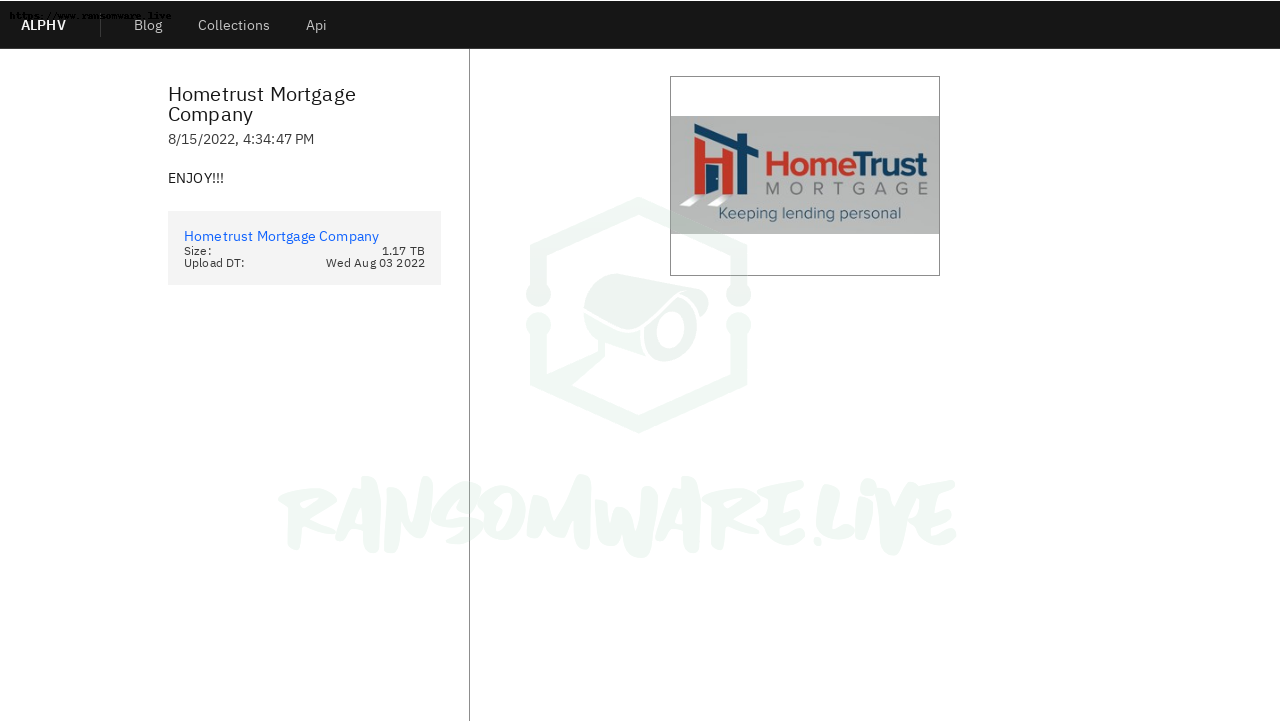 https://www.ransomware.live
ALPHV
Blog
Collections
Api
Hometrust Mortgage
Company
8/15/2022, 4:34:47 PM
ENJOY!!!
Hometrust Mortgage Company
Size: 1.17 TB
Upload DT: Wed Aug 03 2022
HomeTrust
MORTGAGE
Keeping lending personal
RANSOMWARE.LIVE